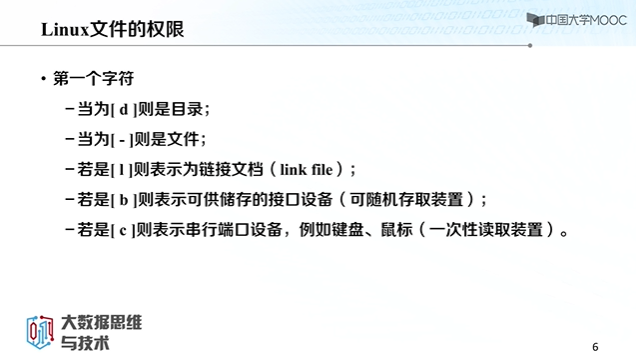 Linux文件的权限
中国大学MOOC
• 第一个字符
–当为[ d ]则是目录；
–当为[ - ]则是文件；
–若是[ l ]则表示为链接文档（link file）；
–若是[ b ]则表示可供储存的接口设备（可随机存取装置）；
–若是[ c ]则表示串行端口设备，例如键盘、鼠标（一次性读取装置）。
大数据思维
与技术
6